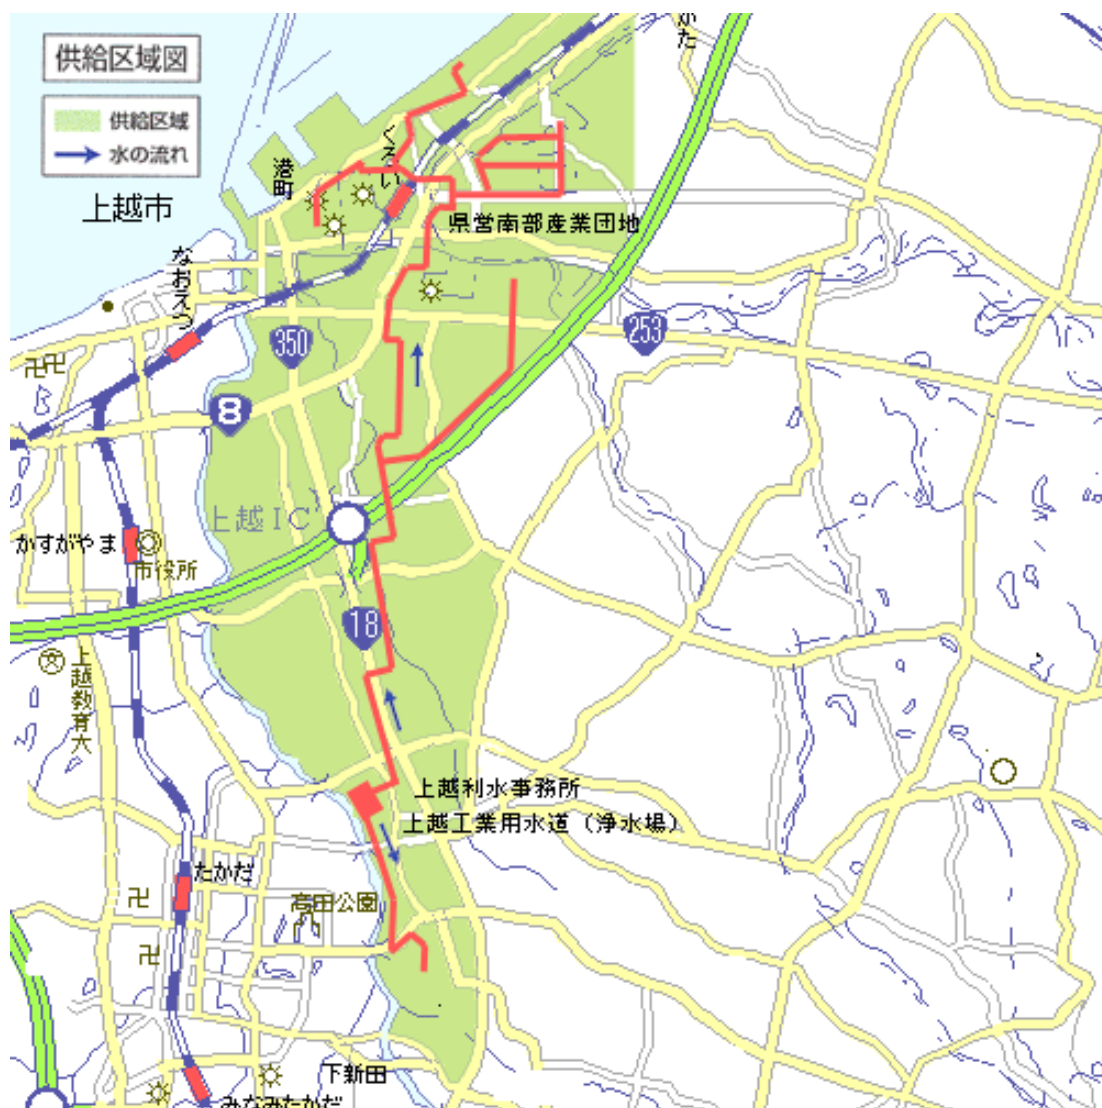 供給区域図
供給区域
水の流れ
上越市
港町
くろい
かた
なおえつ
県営南部産業団地
350
253
8
上越IC
かすがやま
市役所
18
上越教育大
上越利水事務所
上越工業用水道（浄水場）
たかだ
高田公園
下新田
みなみたかだ